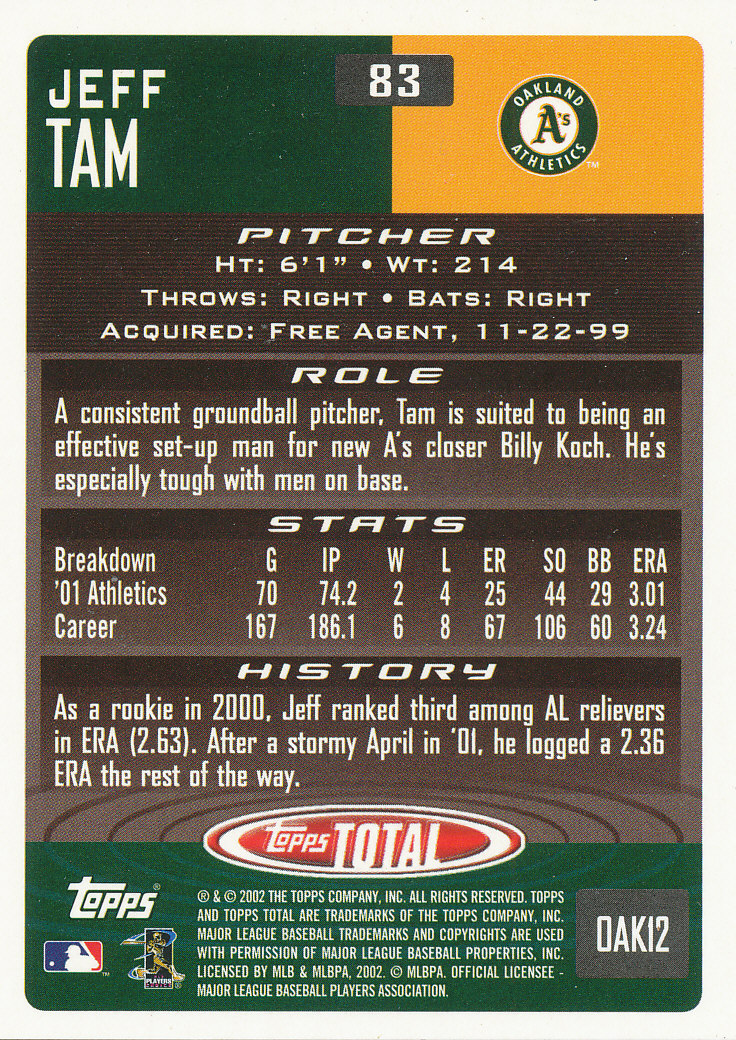 JEFF
TAM
83
OAKLAND
A's
ATHLETICS
TM
PITCHER
HT: 6'1" • WT: 214
THROWS: RIGHT • BATS: RIGHT
ACQUIRED: FREE AGENT, 11-22-99
ROLE
A consistent groundball pitcher, Tam is suited to being an
effective set-up man for new A's closer Billy Koch. He's
especially tough with men on base.
STATS
Breakdown G IP W L ER SO BB ERA
'01 Athletics 70 74.2 2 4 25 44 29 3.01
Career 167 186.1 6 8 67 106 60 3.24
HISTORY
As a rookie in 2000, Jeff ranked third among AL relievers
in ERA (2.63). After a stormy April in '01, he logged a 2.36
ERA the rest of the way.
topps TOTAL
topps®
® & © 2002 THE TOPPS COMPANY, INC. ALL RIGHTS RESERVED. TOPPS
AND TOPPS TOTAL ARE TRADEMARKS OF THE TOPPS COMPANY, INC.
MAJOR LEAGUE BASEBALL TRADEMARKS AND COPYRIGHTS ARE USED
WITH PERMISSION OF MAJOR LEAGUE BASEBALL PROPERTIES, INC.
LICENSED BY MLB & MLBPA, 2002. © MLBPA. OFFICIAL LICENSEE -
MAJOR LEAGUE BASEBALL PLAYERS ASSOCIATION.
OAK12
TM
PLAYERS
CHOICE ®